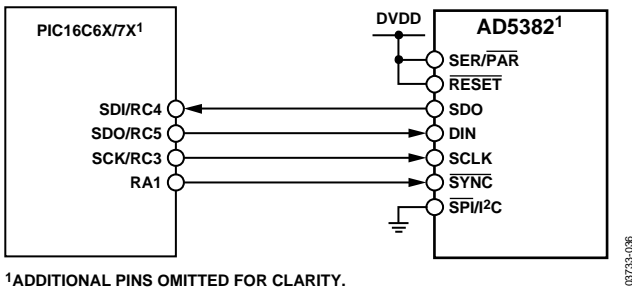 PIC16C6X/7X¹
SDI/RC4
SDO/RC5
SCK/RC3
RA1
DVDD
AD5382¹
SER/PAR
RESET
SDO
DIN
SCLK
SYNC
SPI/I²C
¹ADDITIONAL PINS OMITTED FOR CLARITY.
03733-036